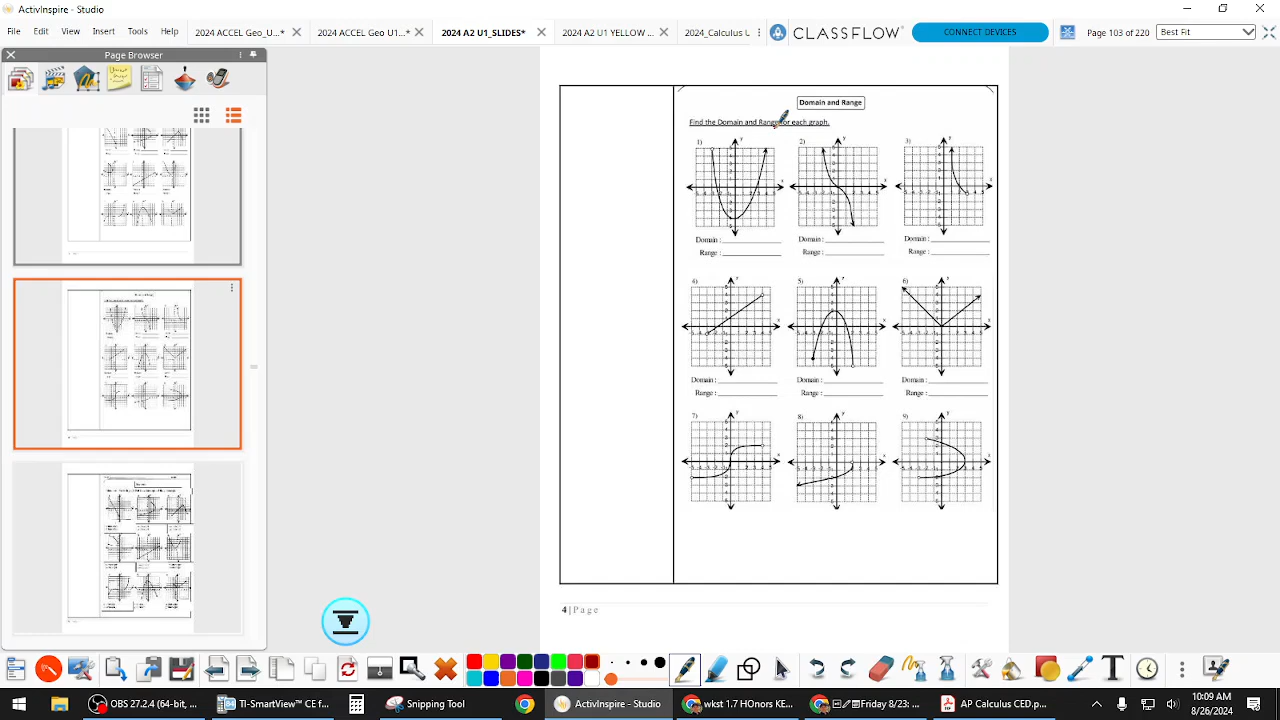 ActivInspire - Studio
File Edit View Insert Tools Help
2024 ACCEL Geo_U...*
2024 ACCEL Geo U1...*
2024 A2 U1_SLIDES*
2024 A2 U1 YELLOW ...
2024_Calculus U
CLASSFLOW
CONNECT DEVICES
Page 103 of 220
Best Fit
Page Browser
Domain and Range
Find the Domain and Range for each graph.
1) 2) 3)
Domain : Domain : Domain :
Range : Range : Range :
4) 5) 6)
Domain : Domain : Domain :
Range : Range : Range :
7) 8) 9)
4 | P a g e
OBS 27.2.4 (64-bit, ...
TI-SmartView™ CE f...
Snipping Tool
ActivInspire - Studio
wkst 1.7 Honors KE...
Friday 8/23: ...
AP Calculus CED.p...
10:09 AM
8/26/2024